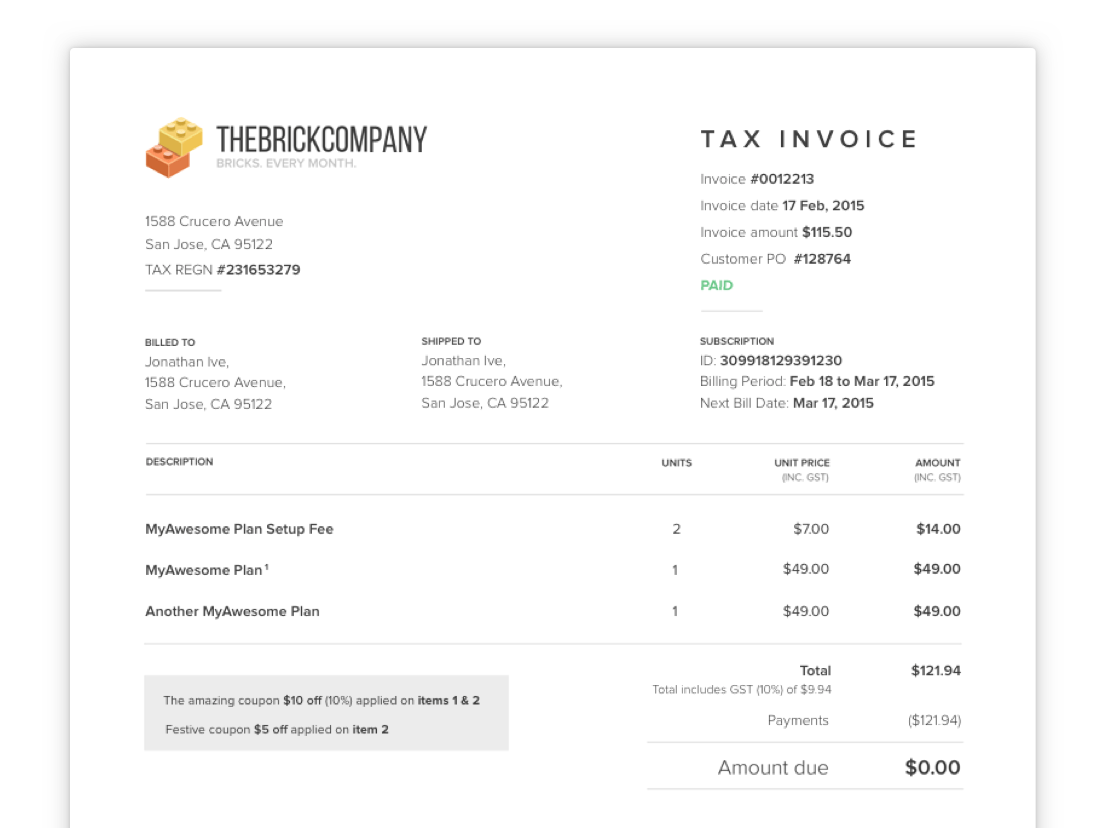 THEBRICKCOMPANY
BRICKS. EVERY MONTH.
1588 Crucero Avenue
San Jose, CA 95122
TAX REGN #231653279
TAX INVOICE
Invoice #0012213
Invoice date 17 Feb, 2015
Invoice amount $115.50
Customer PO #128764
PAID
BILLED TO
Jonathan Ive,
1588 Crucero Avenue,
San Jose, CA 95122
SHIPPED TO
Jonathan Ive,
1588 Crucero Avenue,
San Jose, CA 95122
SUBSCRIPTION
ID: 309918129391230
Billing Period: Feb 18 to Mar 17, 2015
Next Bill Date: Mar 17, 2015
DESCRIPTION UNITS UNIT PRICE AMOUNT
(INC. GST) (INC. GST)
MyAwesome Plan Setup Fee 2 $7.00 $14.00
MyAwesome Plan ¹ 1 $49.00 $49.00
Another MyAwesome Plan 1 $49.00 $49.00
The amazing coupon $10 off (10%) applied on items 1 & 2
Festive coupon $5 off applied on item 2
Total $121.94
Total includes GST (10%) of $9.94
Payments ($121.94)
Amount due $0.00